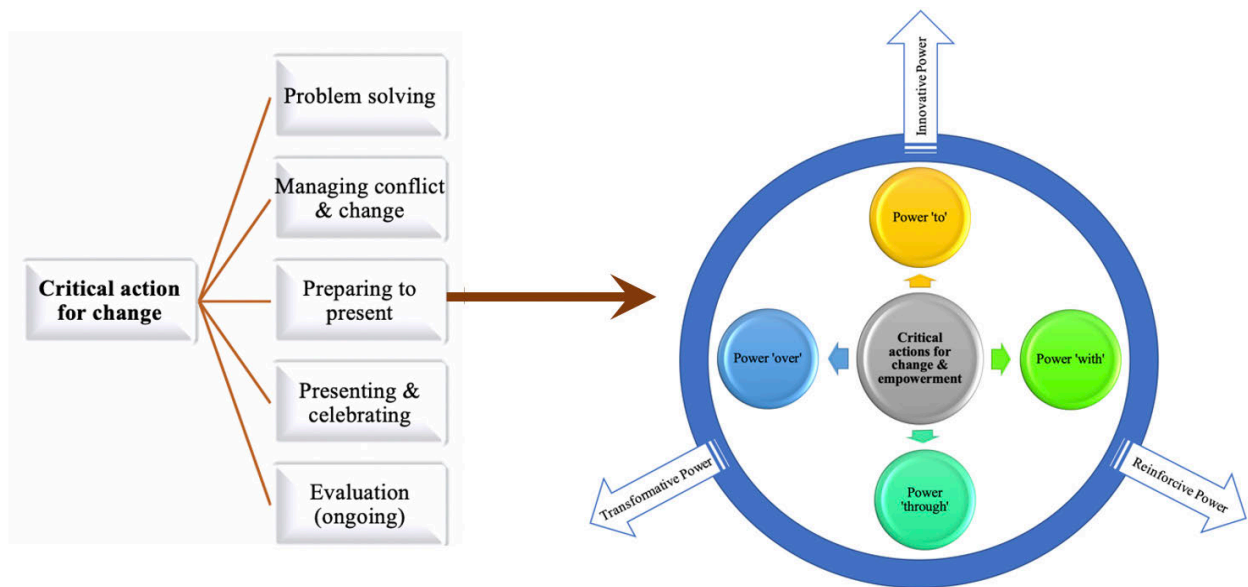 Problem solving
Managing conflict
& change
Critical action
for change
Preparing to
present
Presenting &
celebrating
Evaluation
(ongoing)
Innovative Power
Power 'to'
Power 'over'
Critical
actions for
change &
empowerment
Power 'with'
Power
'through'
Transformative Power
Reinforcive Power